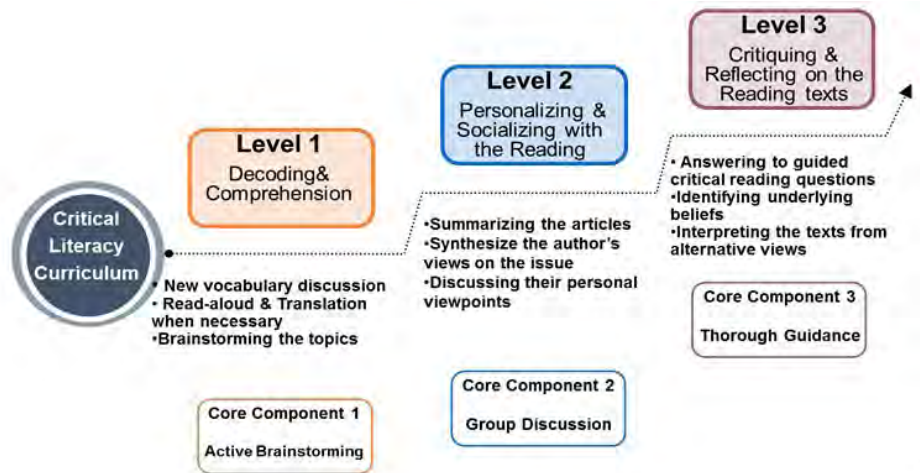 Critical
Literacy
Curriculum
Level 1
Decoding&
Comprehension
• New vocabulary discussion
• Read-aloud & Translation
when necessary
•Brainstorming the topics
Core Component 1
Active Brainstorming
Level 2
Personalizing &
Socializing with
the Reading
•Summarizing the articles
•Synthesize the author's
views on the issue
•Discussing their personal
viewpoints
Core Component 2
Group Discussion
Level 3
Critiquing &
Reflecting on the
Reading texts
• Answering to guided
critical reading questions
•Identifying underlying
beliefs
•Interpreting the texts from
alternative views
Core Component 3
Thorough Guidance